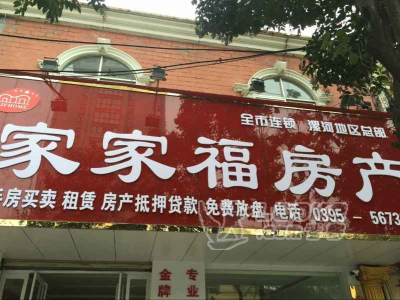 全市连锁 漯河地区总部
家家福房产
房买卖 租赁 房产抵押贷款 免费放盘 电话 0395-5673
金牌
专业